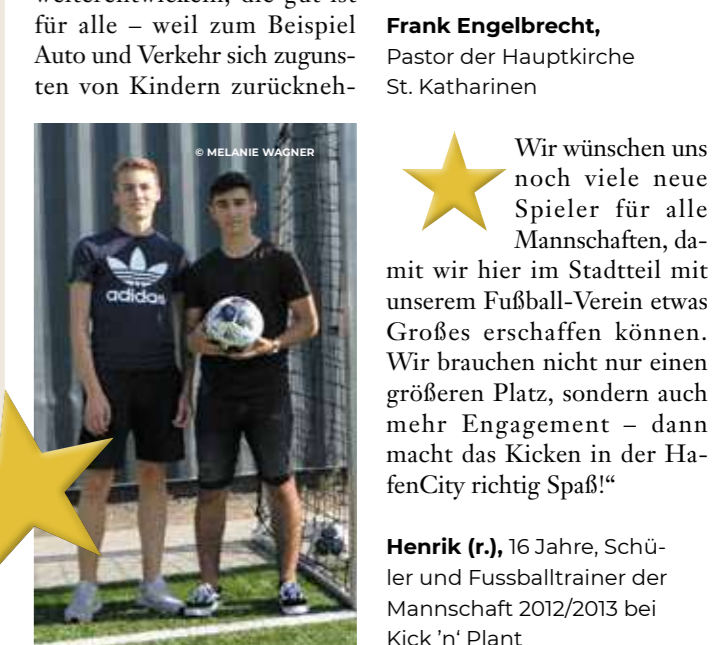 für alle – weil zum Beispiel
Auto und Verkehr sich zuguns-
ten von Kindern zurückneh-
© MELANIE WAGNER
adidas
Frank Engelbrecht,
Pastor der Hauptkirche
St. Katharinen
Wir wünschen uns
noch viele neue
Spieler für alle
Mannschaften, da-
mit wir hier im Stadtteil mit
unserem Fußball-Verein etwas
Großes erschaffen können.
Wir brauchen nicht nur einen
größeren Platz, sondern auch
mehr Engagement – dann
macht das Kicken in der Ha-
fenCity richtig Spaß!“
Henrik (r.), 16 Jahre, Schü-
ler und Fussballtrainer der
Mannschaft 2012/2013 bei
Kick ’n‘ Plant